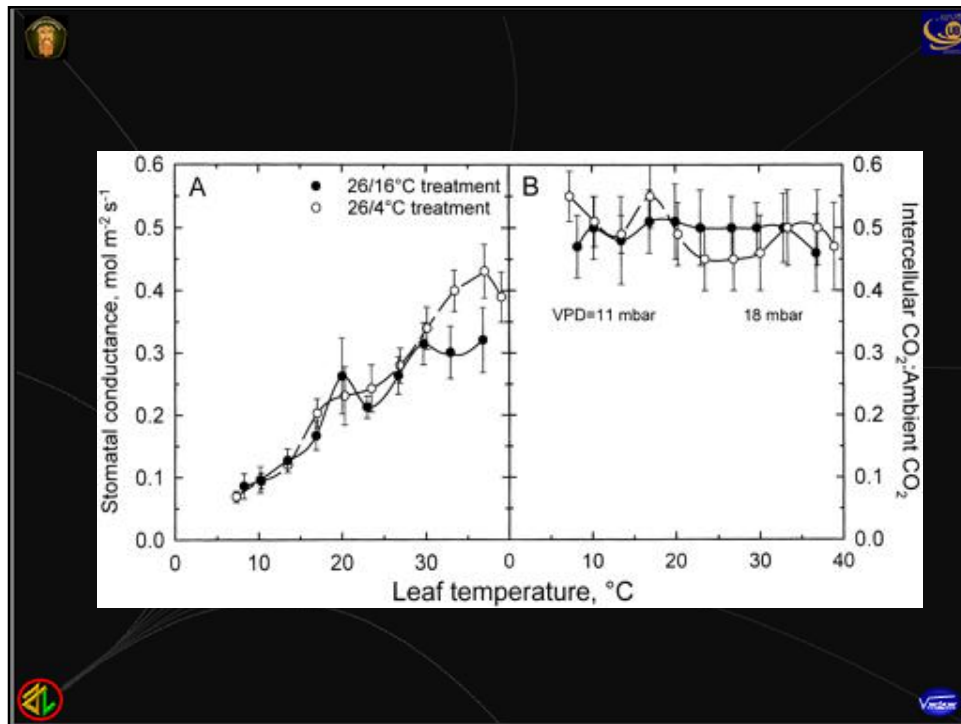 A
26/16°C treatment
26/4°C treatment
Stomatal conductance, mol m⁻² s⁻¹
0.6
0.5
0.4
0.3
0.2
0.1
0.0
0
10
20
30
B
VPD=11 mbar
18 mbar
0
10
20
30
40
0.6
0.5
0.4
0.3
0.2
0.1
0.0
Intercellular CO₂:Ambient CO₂
Leaf temperature, °C